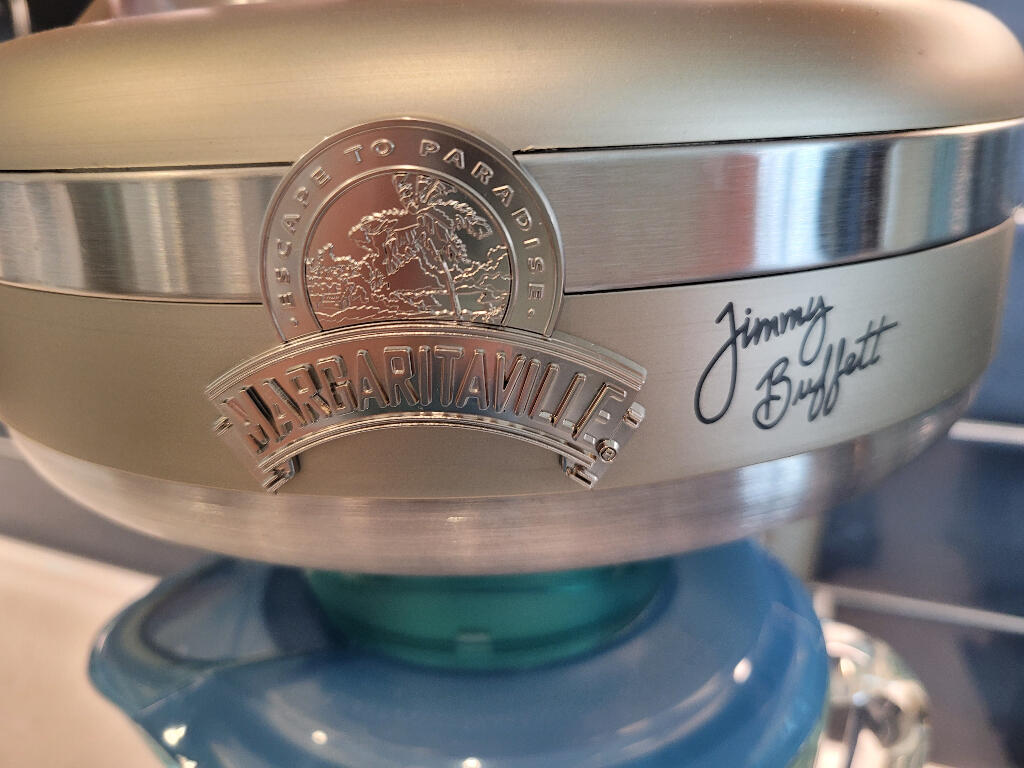 ESCAPE TO PARADISE
MARGARITAVILLE
Jimmy
Buffett